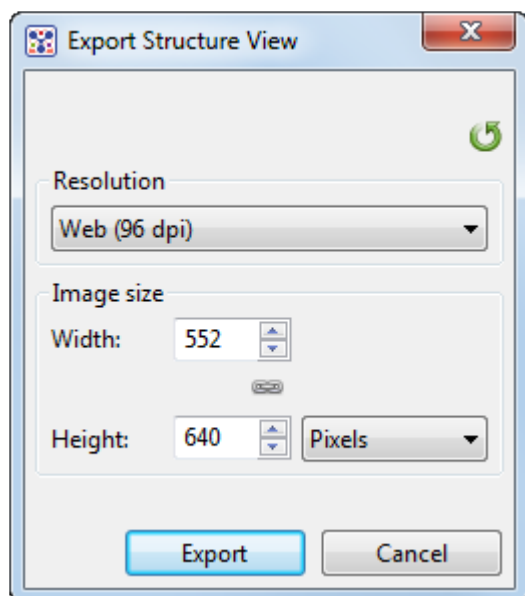 Export Structure View
Resolution
Web (96 dpi)
Image size
Width: 552
Height: 640 Pixels
Export Cancel